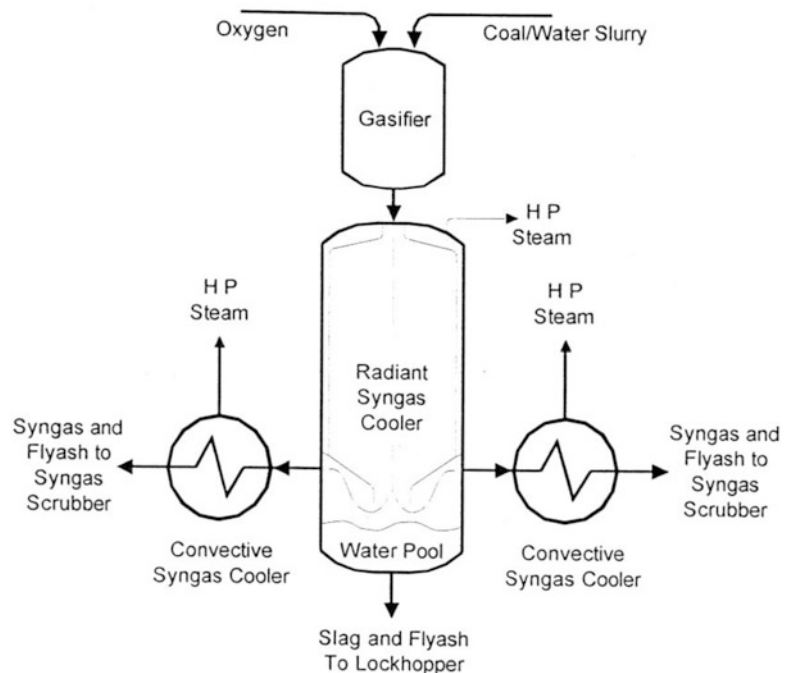 Oxygen
Coal/Water Slurry
Gasifier
H P
Steam
H P
Steam
H P
Steam
Radiant
Syngas
Cooler
Syngas and
Flyash to
Syngas
Scrubber
Syngas and
Flyash to
Syngas
Scrubber
Convective
Syngas Cooler
Water Pool
Convective
Syngas Cooler
Slag and Flyash
To Lockhopper